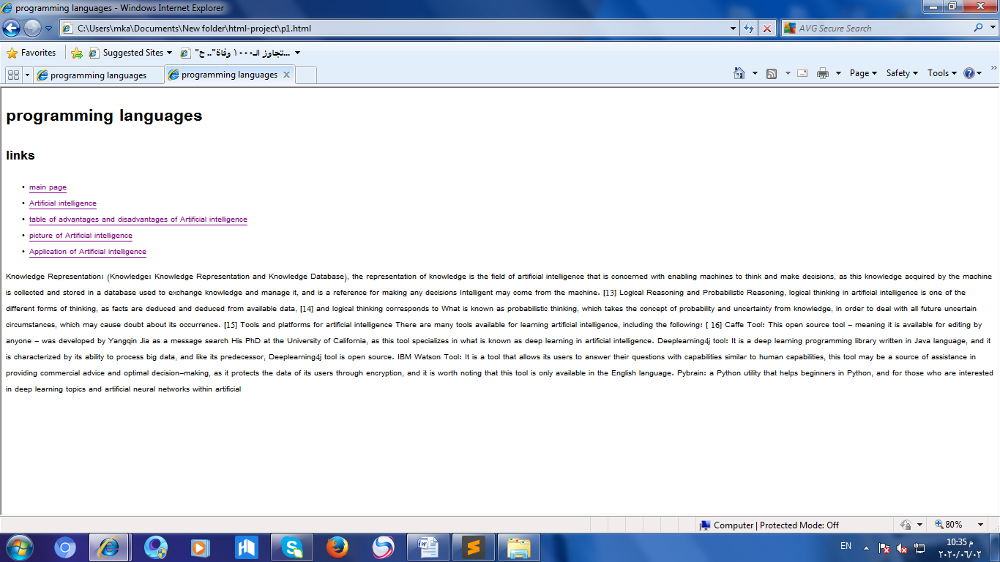 programming languages - Windows Internet Explorer
C:\Users\mka\Documents\New folder\html-project\p1.html
AVG Secure Search
Favorites
Suggested Sites
تجاوز الـ١٠٠٠ وفاة".. ح"...
programming languages
programming languages
Page
Safety
Tools
programming languages
links
• main page
• Artificial intelligence
• table of advantages and disadvantages of Artificial intelligence
• picture of Artificial intelligence
• Application of Artificial intelligence
Knowledge Representation: (Knowledge: Knowledge Representation and Knowledge Database), the representation of knowledge is the field of artificial intelligence that is concerned with enabling machines to think and make decisions, as this knowledge acquired by the machine
is collected and stored in a database used to exchange knowledge and manage it, and is a reference for making any decisions Intelligent may come from the machine. [13] Logical Reasoning and Probabilistic Reasoning, logical thinking in artificial intelligence is one of the
different forms of thinking, as facts are deduced and deduced from available data, [14] and logical thinking corresponds to What is known as probabilistic thinking, which takes the concept of probability and uncertainty from knowledge, in order to deal with all future uncertain
circumstances, which may cause doubt about its occurrence. [15] Tools and platforms for artificial intelligence There are many tools available for learning artificial intelligence, including the following: [ 16] Caffe Tool: This open source tool – meaning it is available for editing by
anyone – was developed by Yangqin Jia as a message search His PhD at the University of California, as this tool specializes in what is known as deep learning in artificial intelligence. Deeplearning4j tool: It is a deep learning programming library written in Java language, and it
is characterized by its ability to process big data, and like its predecessor, Deeplearning4j tool is open source. IBM Watson Tool: It is a tool that allows its users to answer their questions with capabilities similar to human capabilities, this tool may be a source of assistance in
providing commercial advice and optimal decision–making, as it protects the data of its users through encryption, and it is worth noting that this tool is only available in the English language. Pybrain: a Python utility that helps beginners in Python, and for those who are interested
in deep learning topics and artificial neural networks within artificial
Computer | Protected Mode: Off
80%
EN
10:35 م
٢٠٢٠/٠٦/٠٢